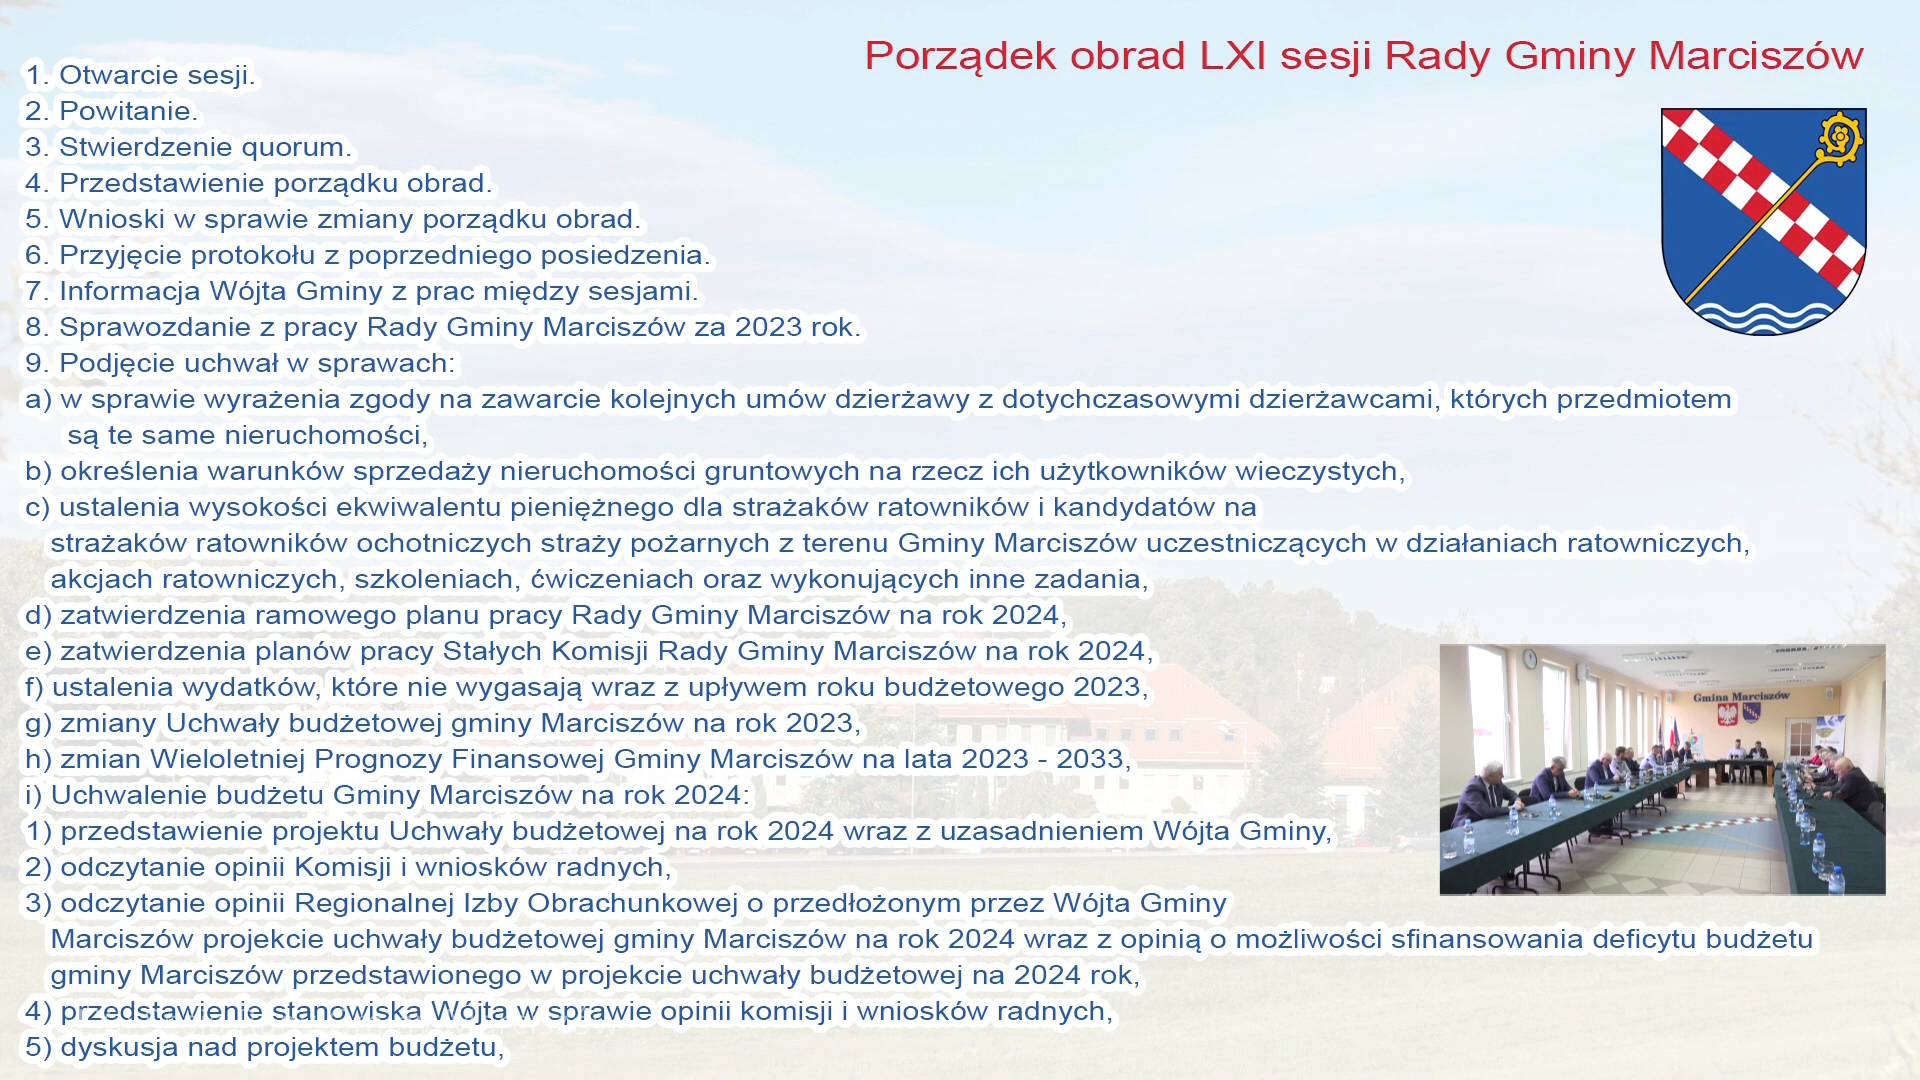 Porządek obrad LXI sesji Rady Gminy Marciszów
1. Otwarcie sesji.
2. Powitanie.
3. Stwierdzenie quorum.
4. Przedstawienie porządku obrad.
5. Wnioski w sprawie zmiany porządku obrad.
6. Przyjęcie protokołu z poprzedniego posiedzenia.
7. Informacja Wójta Gminy z prac między sesjami.
8. Sprawozdanie z pracy Rady Gminy Marciszów za 2023 rok.
9. Podjęcie uchwał w sprawach:
a) w sprawie wyrażenia zgody na zawarcie kolejnych umów dzierżawy z dotychczasowymi dzierżawcami, których przedmiotem
są te same nieruchomości,
b) określenia warunków sprzedaży nieruchomości gruntowych na rzecz ich użytkowników wieczystych,
c) ustalenia wysokości ekwiwalentu pieniężnego dla strażaków ratowników i kandydatów na
strażaków ratowników ochotniczych straży pożarnych z terenu Gminy Marciszów uczestniczących w działaniach ratowniczych,
akcjach ratowniczych, szkoleniach, ćwiczeniach oraz wykonujących inne zadania,
d) zatwierdzenia ramowego planu pracy Rady Gminy Marciszów na rok 2024,
e) zatwierdzenia planów pracy Stałych Komisji Rady Gminy Marciszów na rok 2024,
f) ustalenia wydatków, które nie wygasają wraz z upływem roku budżetowego 2023,
g) zmiany Uchwały budżetowej gminy Marciszów na rok 2023,
h) zmian Wieloletniej Prognozy Finansowej Gminy Marciszów na lata 2023 - 2033,
i) Uchwalenie budżetu Gminy Marciszów na rok 2024:
1) przedstawienie projektu Uchwały budżetowej na rok 2024 wraz z uzasadnieniem Wójta Gminy,
2) odczytanie opinii Komisji i wniosków radnych,
3) odczytanie opinii Regionalnej Izby Obrachunkowej o przedłożonym przez Wójta Gminy
Marciszów projekcie uchwały budżetowej gminy Marciszów na rok 2024 wraz z opinią o możliwości sfinansowania deficytu budżetu
gminy Marciszów przedstawionego w projekcie uchwały budżetowej na 2024 rok,
4) przedstawienie stanowiska Wójta w sprawie opinii komisji i wniosków radnych,
5) dyskusja nad projektem budżetu,
Gmina Marciszów